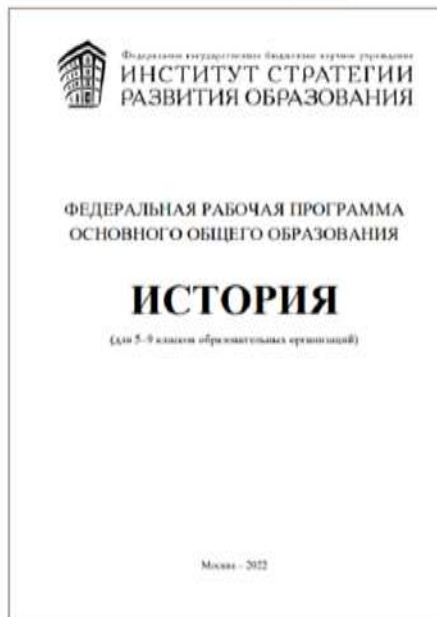 Федеральное государственное бюджетное научное учреждение
ИНСТИТУТ СТРАТЕГИИ
РАЗВИТИЯ ОБРАЗОВАНИЯ
ФЕДЕРАЛЬНАЯ РАБОЧАЯ ПРОГРАММА
ОСНОВНОГО ОБЩЕГО ОБРАЗОВАНИЯ
ИСТОРИЯ
(для 5–9 классов образовательных организаций)
Москва – 2022